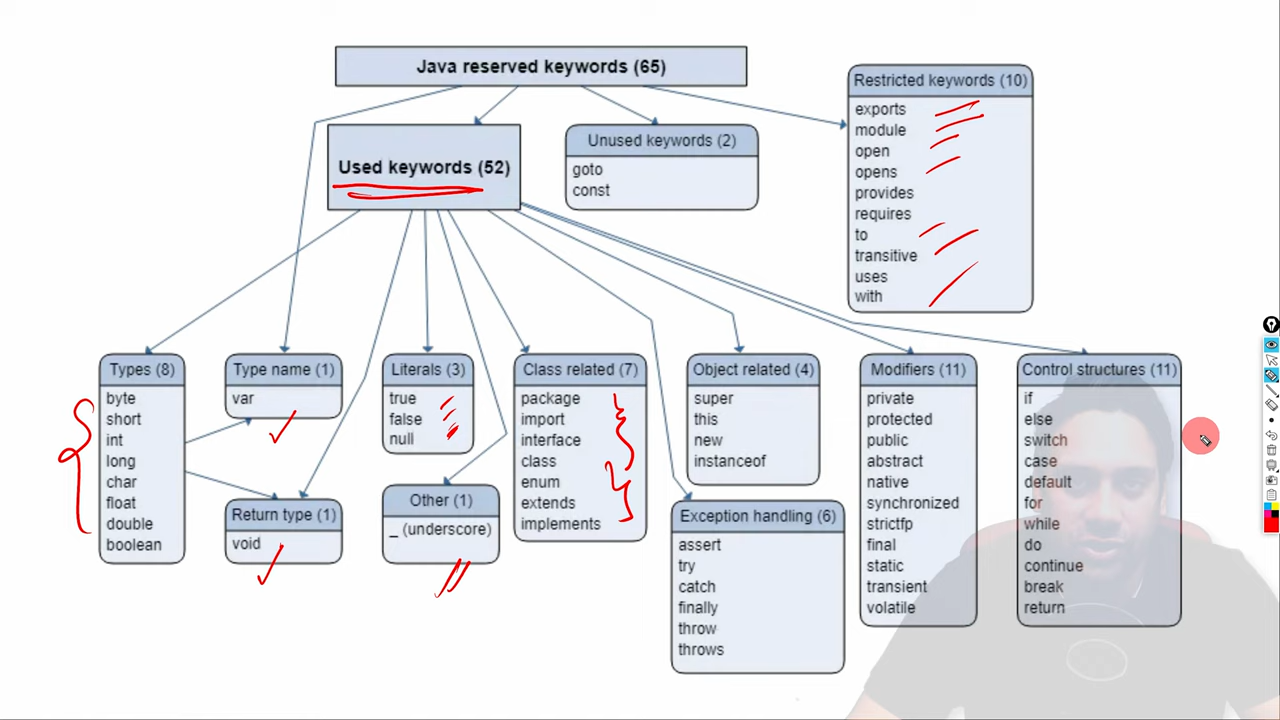 Java reserved keywords (65)
Used keywords (52)
Unused keywords (2)
goto
const
Restricted keywords (10)
exports
module
open
opens
provides
requires
to
transitive
uses
with
Types (8)
byte
short
int
long
char
float
double
boolean
Type name (1)
var
Return type (1)
void
Literals (3)
true
false
null
Other (1)
_ (underscore)
Class related (7)
package
import
interface
class
enum
extends
implements
Object related (4)
super
this
new
instanceof
Exception handling (6)
assert
try
catch
finally
throw
throws
Modifiers (11)
private
protected
public
abstract
native
synchronized
strictfp
final
static
transient
volatile
Control structures (11)
if
else
switch
case
default
for
while
do
continue
break
return